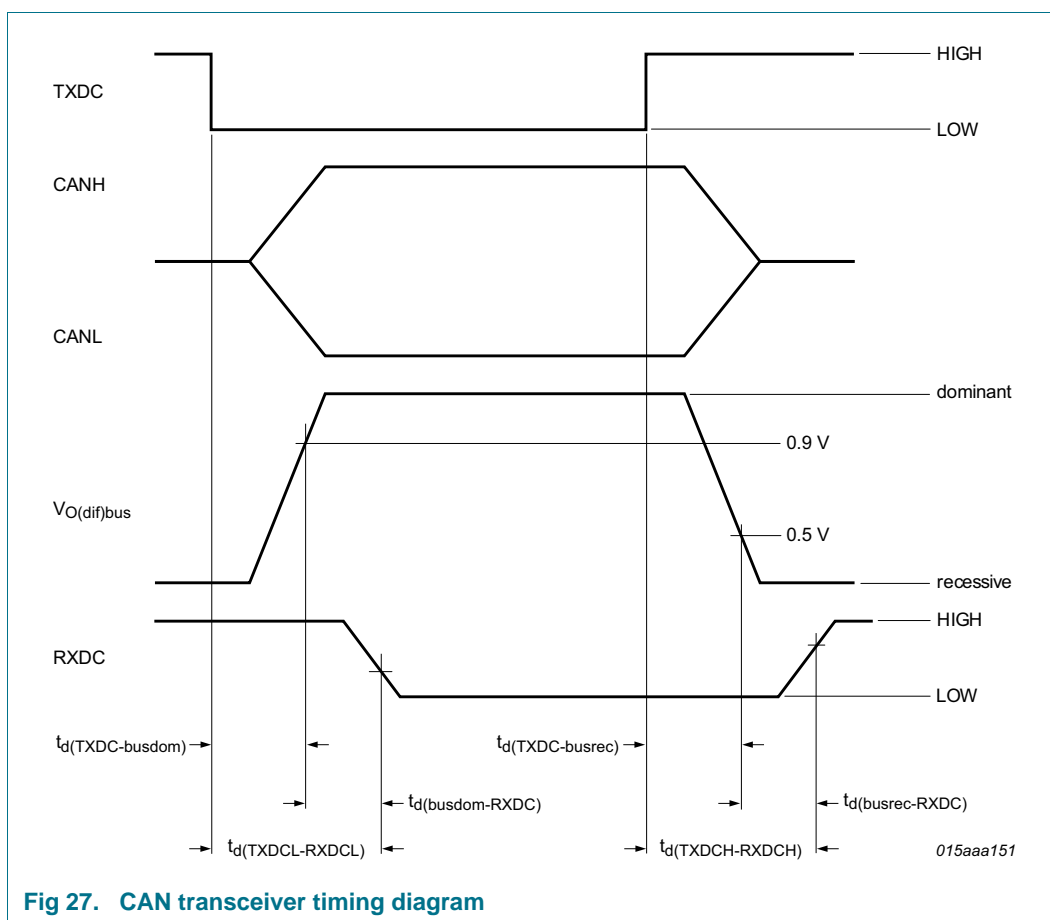 HIGH
TXDC
LOW
CANH
CANL
dominant
0.9 V
VO(dif)bus
0.5 V
recessive
HIGH
RXDC
LOW
td(TXDC-busdom)
td(TXDC-busrec)
td(busdom-RXDC)
td(busrec-RXDC)
td(TXDCL-RXDCL)
td(TXDCH-RXDCH)
015aaa151
Fig 27. CAN transceiver timing diagram